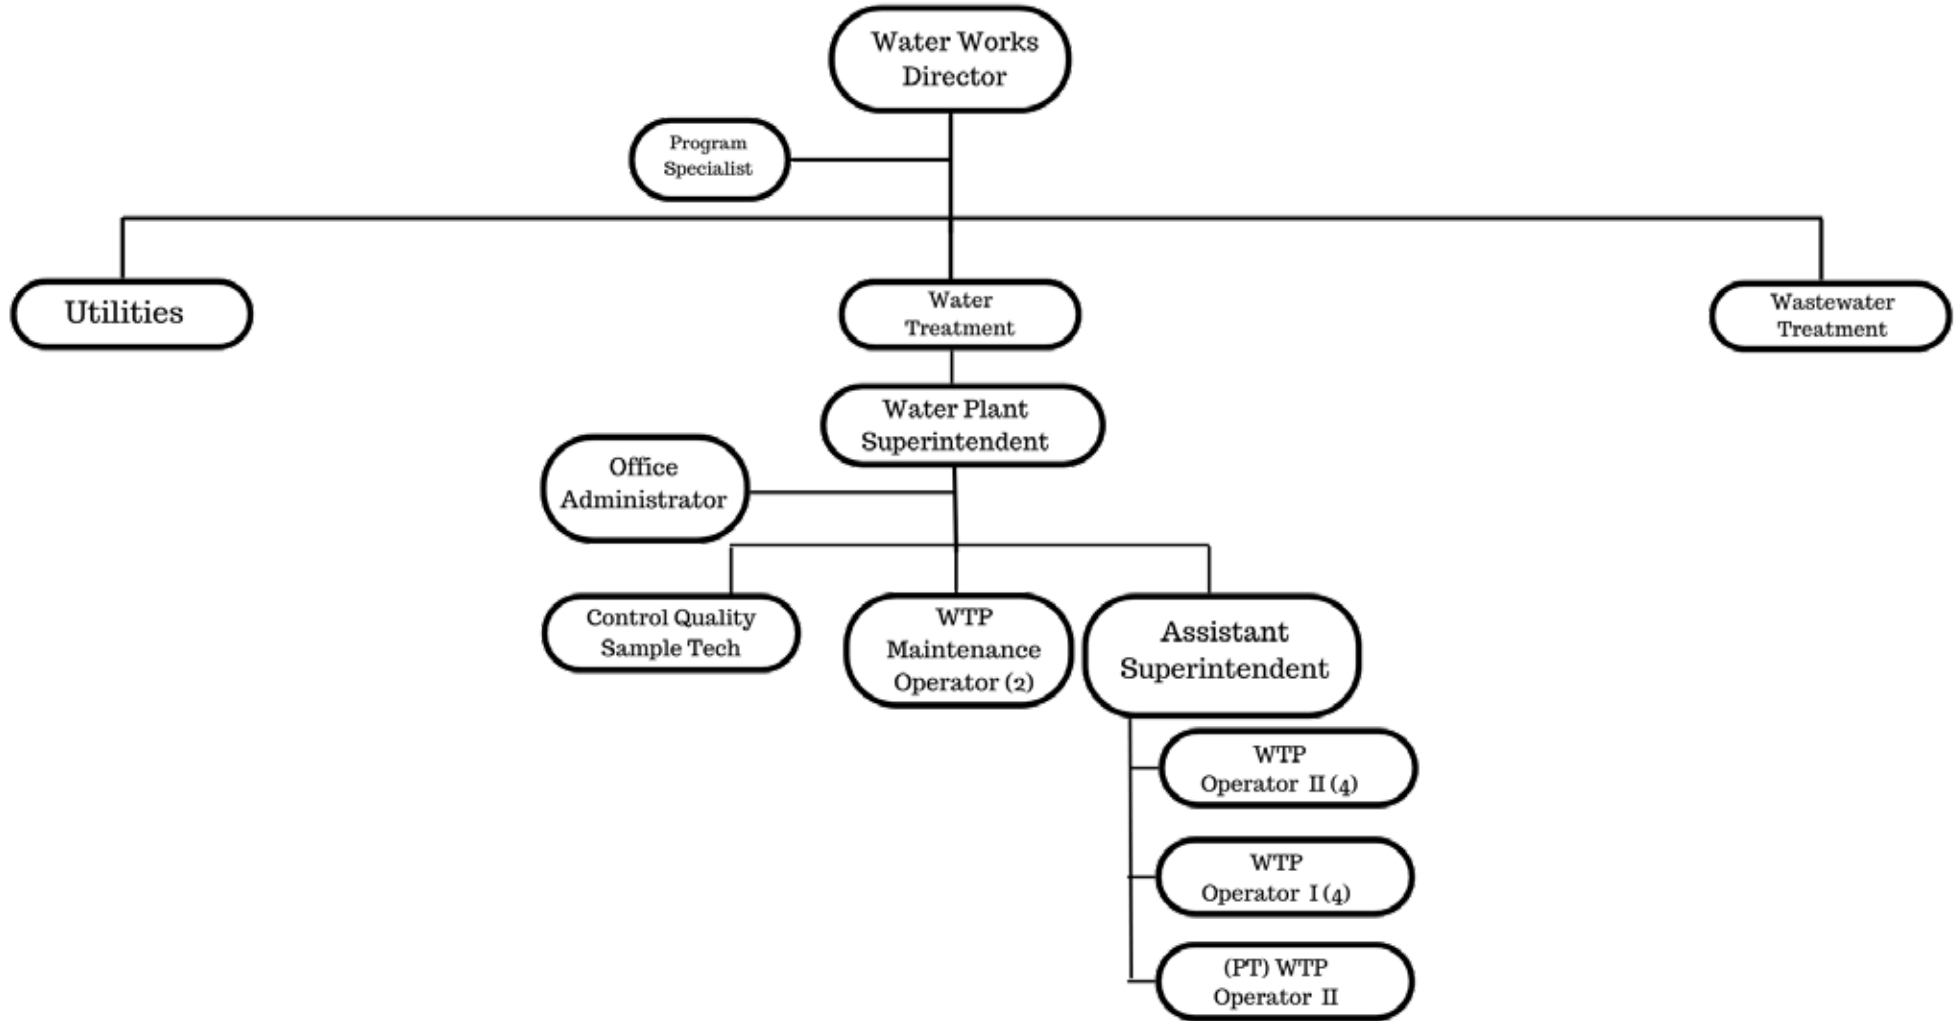 Water Works
Director
Program
Specialist
Utilities
Water
Treatment
Wastewater
Treatment
Water Plant
Superintendent
Office
Administrator
Control Quality
Sample Tech
WTP
Maintenance
Operator (2)
Assistant
Superintendent
WTP
Operator II (4)
WTP
Operator I (4)
(PT) WTP
Operator II